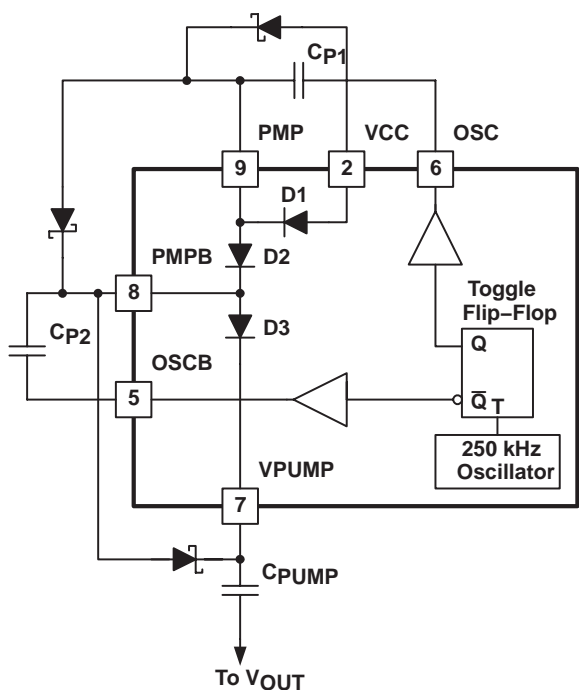 CP1
PMP VCC OSC
9 2 6
D1
PMPB D2
8
Toggle
Flip–Flop
CP2
D3
Q
OSCB
5
Q̅ T
250 kHz
Oscillator
VPUMP
7
CPUMP
To VOUT